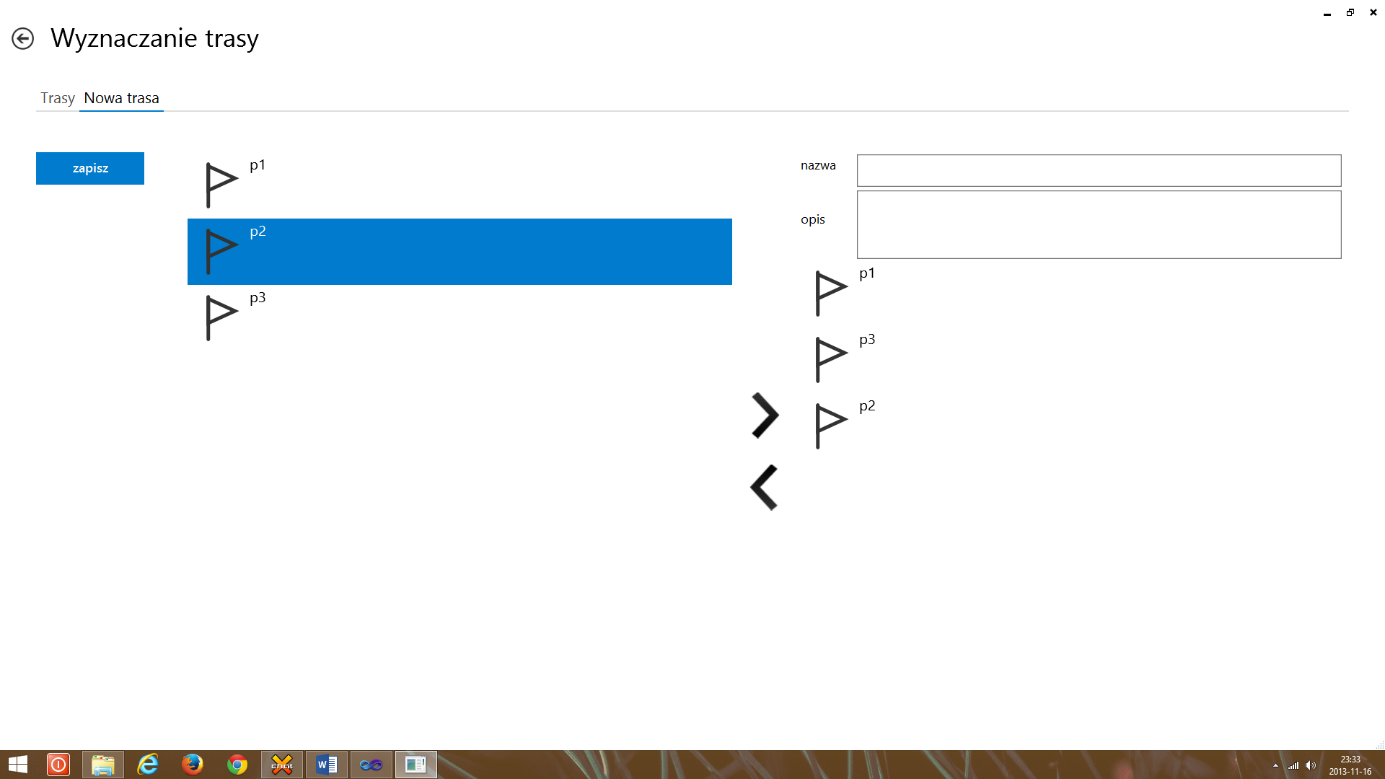 Wyznaczanie trasy
Trasy Nowa trasa
zapisz
p1
p2
p3
nazwa
opis
p1
p3
p2
23:33
2013-11-16